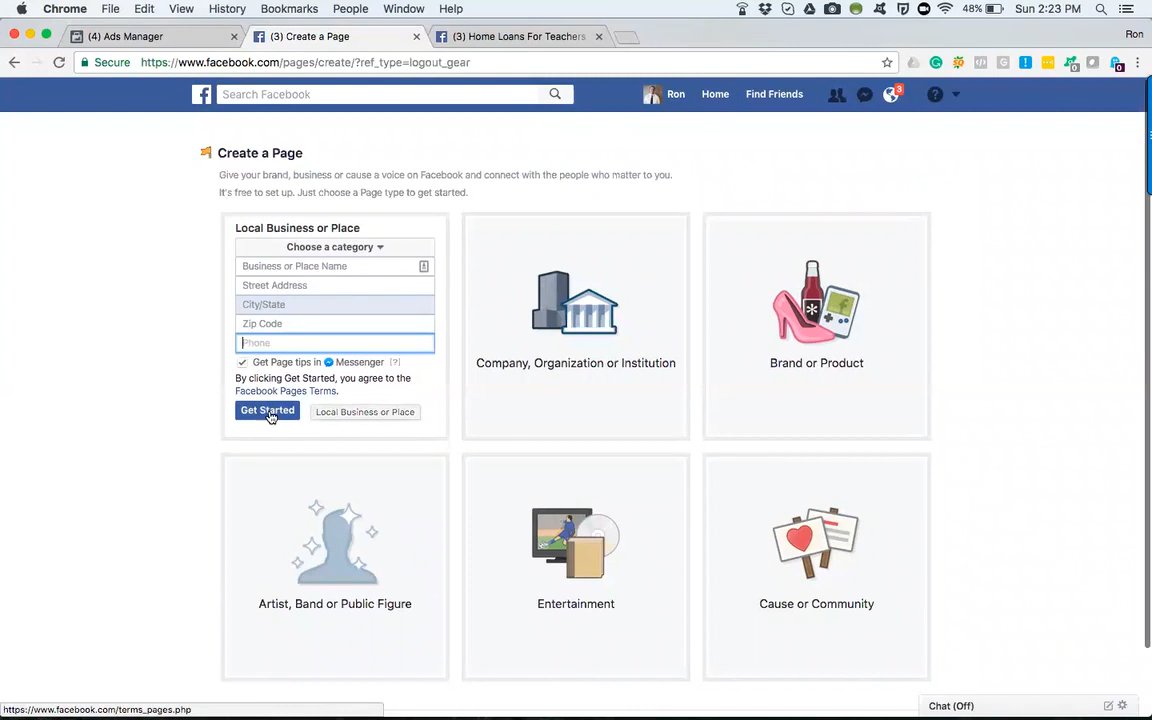 Chrome File Edit View History Bookmarks People Window Help 48% Sun 2:23 PM
(4) Ads Manager (3) Create a Page (3) Home Loans For Teachers Ron
Secure https://www.facebook.com/pages/create/?ref_type=logout_gear
Search Facebook Ron Home Find Friends 3
Create a Page
Give your brand, business or cause a voice on Facebook and connect with the people who matter to you.
It's free to set up. Just choose a Page type to get started.
Local Business or Place
Choose a category
Business or Place Name
Street Address
City/State
Zip Code
Phone
Get Page tips in Messenger [?]
By clicking Get Started, you agree to the
Facebook Pages Terms.
Get Started Local Business or Place
Company, Organization or Institution
Brand or Product
Artist, Band or Public Figure
Entertainment
Cause or Community
https://www.facebook.com/terms_pages.php
Chat (Off)